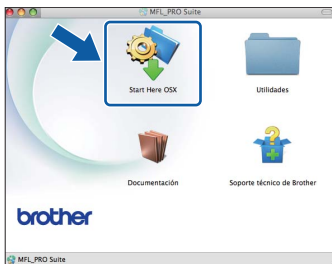 MFL_PRO Suite
Start Here OSX
Utilidades
Documentación
Soporte técnico de Brother
brother
MFL_PRO Suite